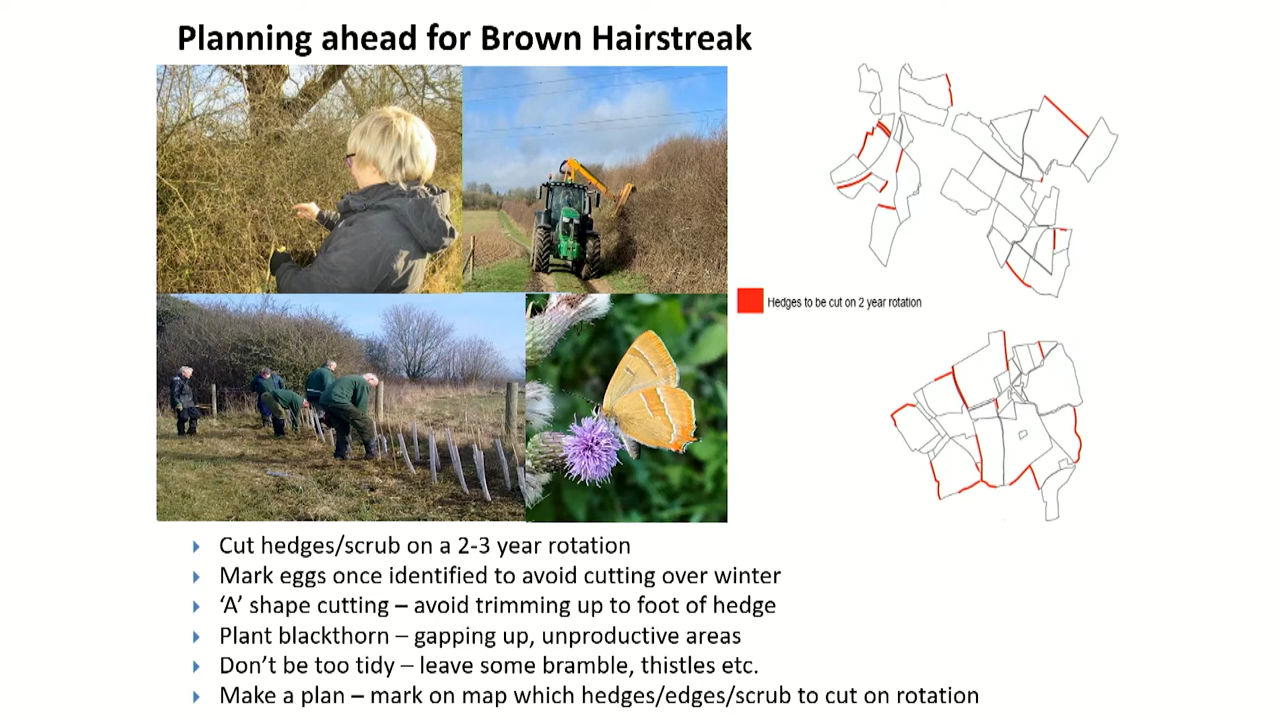 Planning ahead for Brown Hairstreak
Hedges to be cut on 2 year rotation
Cut hedges/scrub on a 2-3 year rotation
Mark eggs once identified to avoid cutting over winter
‘A’ shape cutting – avoid trimming up to foot of hedge
Plant blackthorn – gapping up, unproductive areas
Don’t be too tidy – leave some bramble, thistles etc.
Make a plan – mark on map which hedges/edges/scrub to cut on rotation